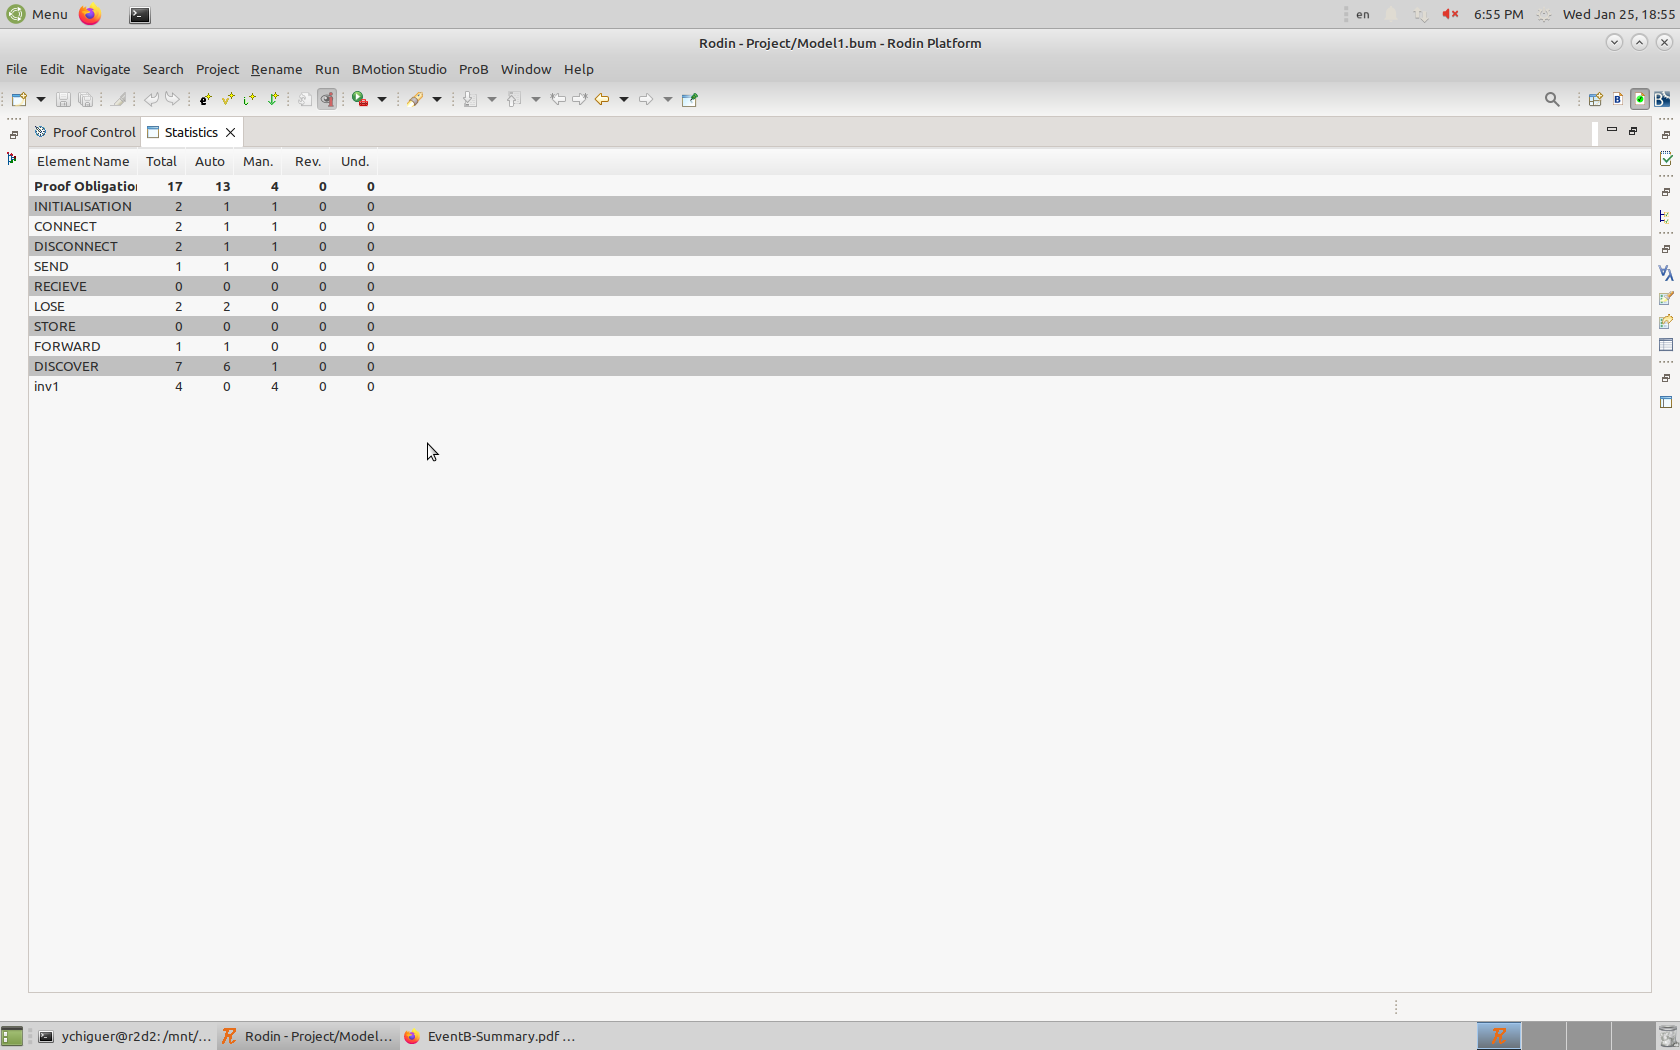 Menu
en
6:55 PM
Wed Jan 25, 18:55
Rodin - Project/Model1.bum - Rodin Platform
File Edit Navigate Search Project Rename Run BMotion Studio ProB Window Help
Proof Control Statistics
Element Name Total Auto Man. Rev. Und.
Proof Obligation 17 13 4 0 0
INITIALISATION 2 1 1 0 0
CONNECT 2 1 1 0 0
DISCONNECT 2 1 1 0 0
SEND 1 1 0 0 0
RECIEVE 0 0 0 0 0
LOSE 2 2 0 0 0
STORE 0 0 0 0 0
FORWARD 1 1 0 0 0
DISCOVER 7 6 1 0 0
inv1 4 0 4 0 0
ychiguer@r2d2: /mnt/...
Rodin - Project/Model...
EventB-Summary.pdf ...